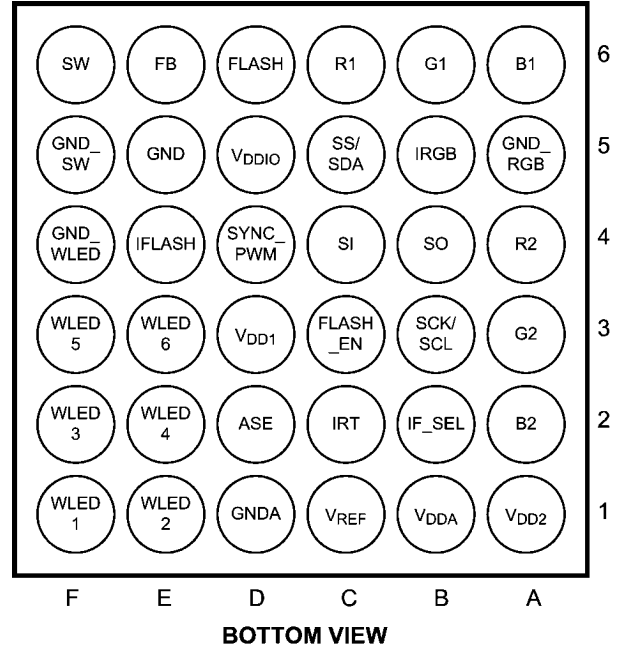 SW FB FLASH R1 G1 B1 6
GND_
SW GND VDDIO SS/
SDA IRGB GND_
RGB 5
GND_
WLED IFLASH SYNC_
PWM SI SO R2 4
WLED
5 WLED
6 VDD1 FLASH
_EN SCK/
SCL G2 3
WLED
3 WLED
4 ASE IRT IF_SEL B2 2
WLED
1 WLED
2 GNDA VREF VDDA VDD2 1
F E D C B A
BOTTOM VIEW